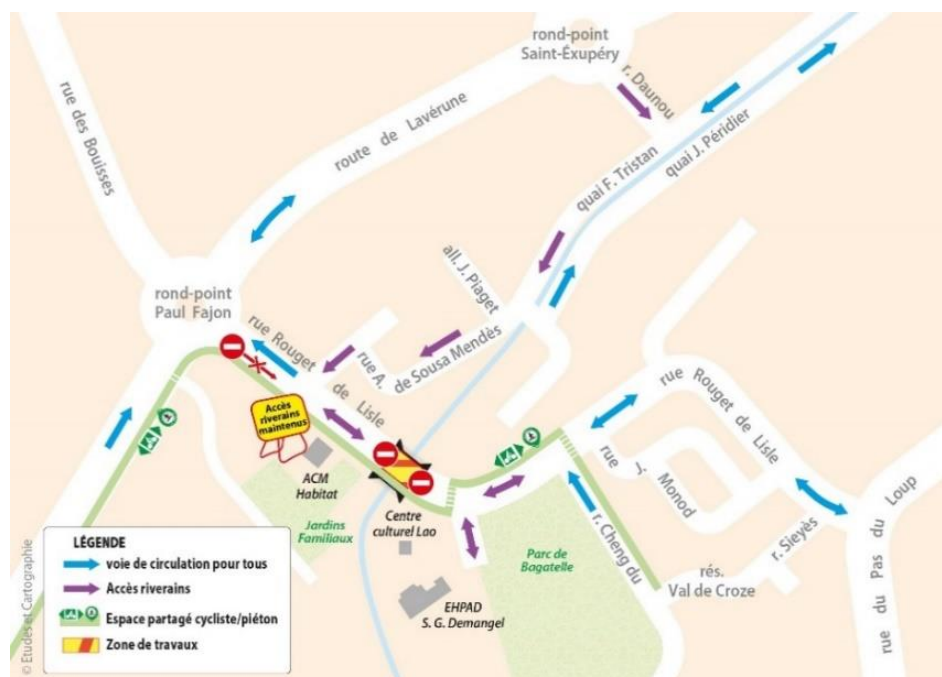 rond-point
Saint-Éxupéry
r. Daunou
rue des Bouisses
route de Lavérune
quai F. Tristan
quai J. Péridier
all. J. Piaget
rond-point
Paul Fajon
rue Rouget
de Lisle
rue A.
de Sousa Mendès
Accès
riverains
maintenus
ACM
Habitat
Jardins
Familiaux
Centre
culturel Lao
EHPAD
S. G. Demangel
Parc de
Bagatelle
r. Cheng du
rue Rouget de Lisle
rue J. Monod
r. Sieyès
rés.
Val de Croze
rue du Pas du Loup
LÉGENDE
voie de circulation pour tous
Accès riverains
Espace partagé cycliste/piéton
Zone de travaux
© Etudes et Cartographie